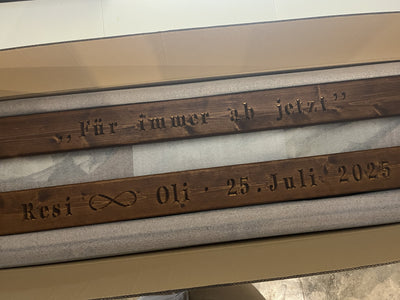 „Für immer ab jetzt“
Resi ∞ Oli · 25. Juli 2025